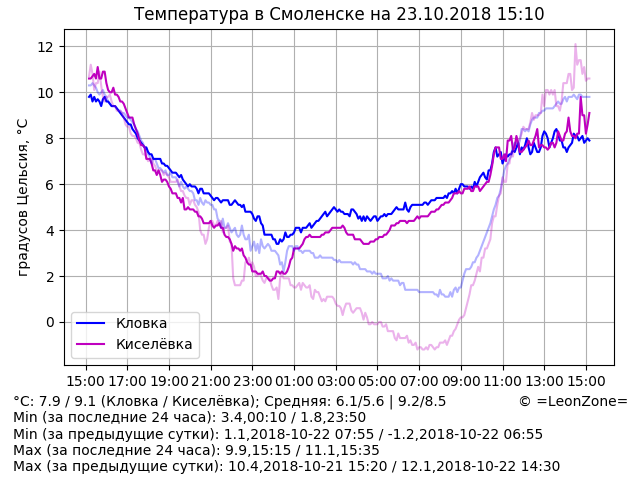 Температура в Смоленске на 23.10.2018 15:10
12
10
8
6
4
2
0
градусов Цельсия, °C
Кловка
Киселёвка
15:00 17:00 19:00 21:00 23:00 01:00 03:00 05:00 07:00 09:00 11:00 13:00 15:00
°C: 7.9 / 9.1 (Кловка / Киселёвка); Средняя: 6.1/5.6 | 9.2/8.5 © =LeonZone=
Min (за последние 24 часа): 3.4,00:10 / 1.8,23:50
Min (за предыдущие сутки): 1.1,2018-10-22 07:55 / -1.2,2018-10-22 06:55
Max (за последние 24 часа): 9.9,15:15 / 11.1,15:35
Max (за предыдущие сутки): 10.4,2018-10-21 15:20 / 12.1,2018-10-22 14:30